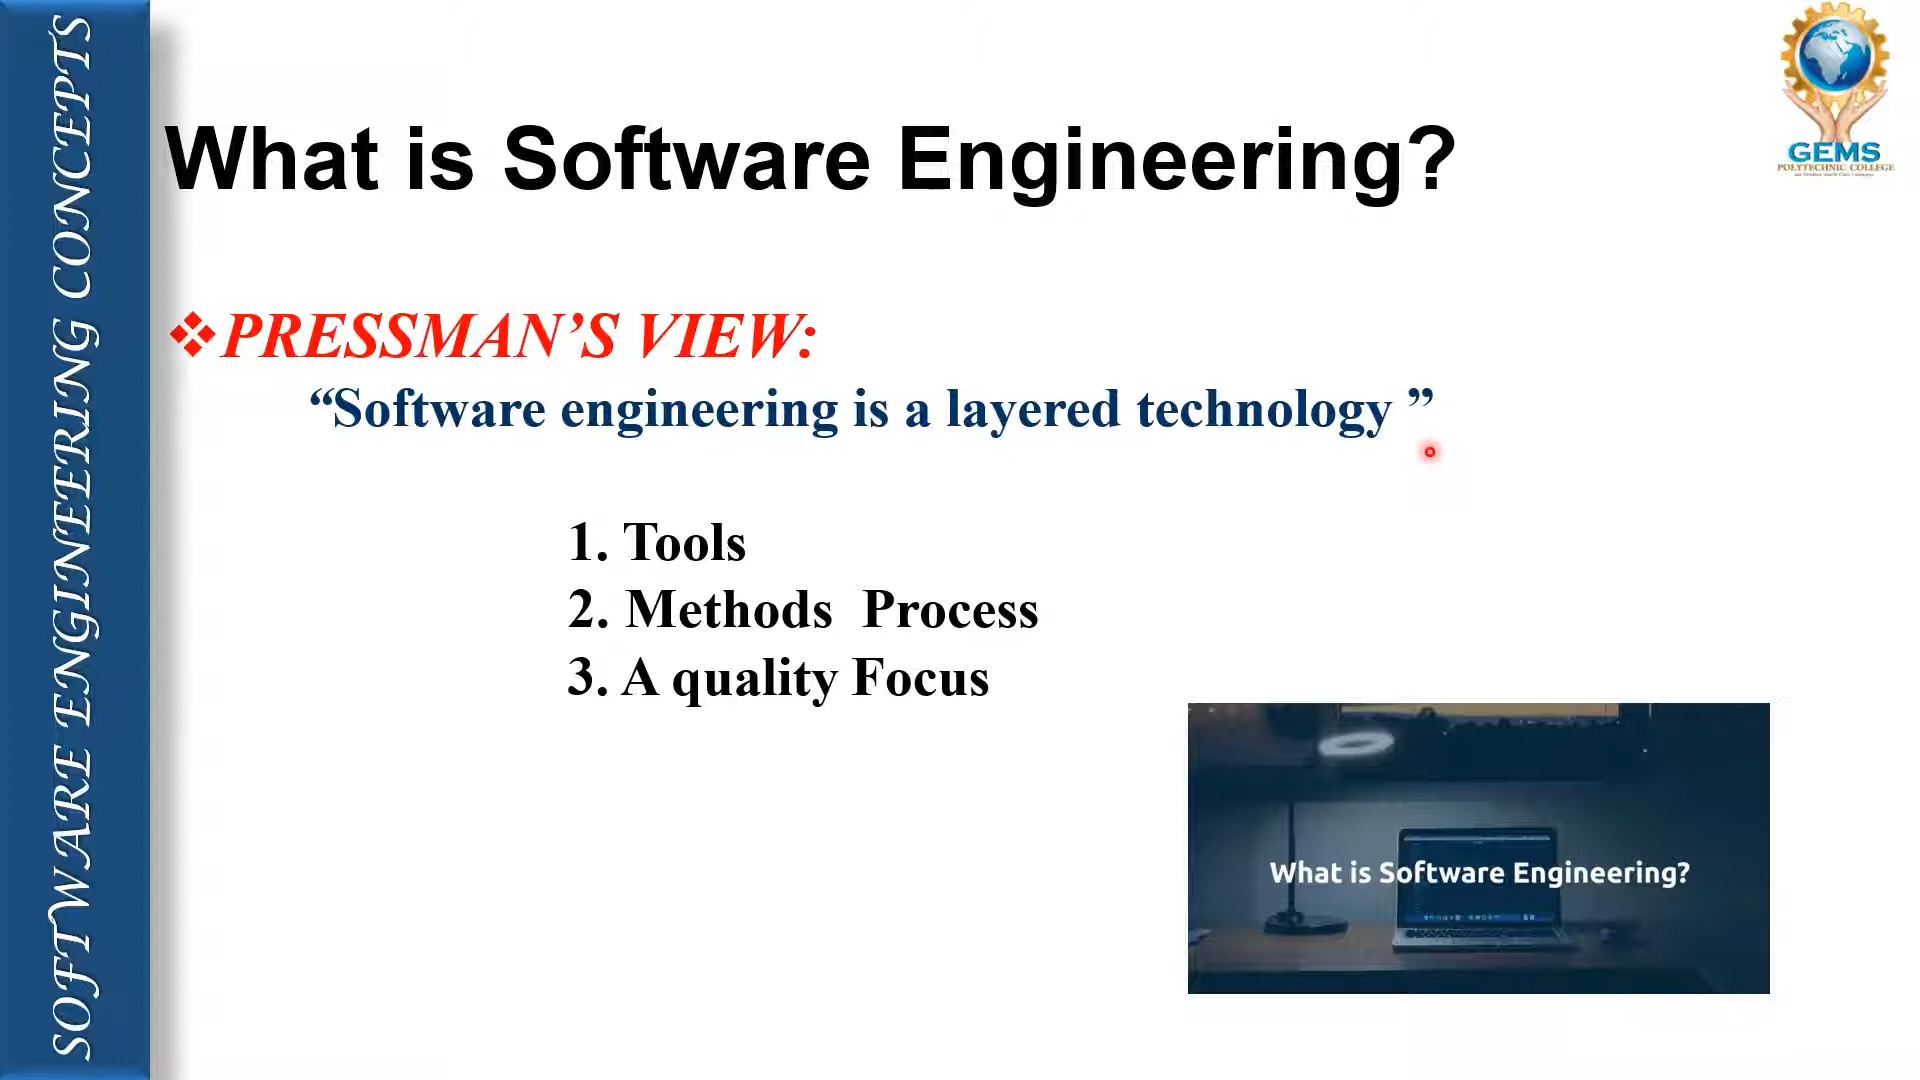 SOFTWARE ENGINEERING CONCEPTS
What is Software Engineering?
GEMS
POLYTECHNIC COLLEGE
❖PRESSMAN’S VIEW:
“Software engineering is a layered technology ”
1. Tools
2. Methods  Process
3. A quality Focus
What is Software Engineering?